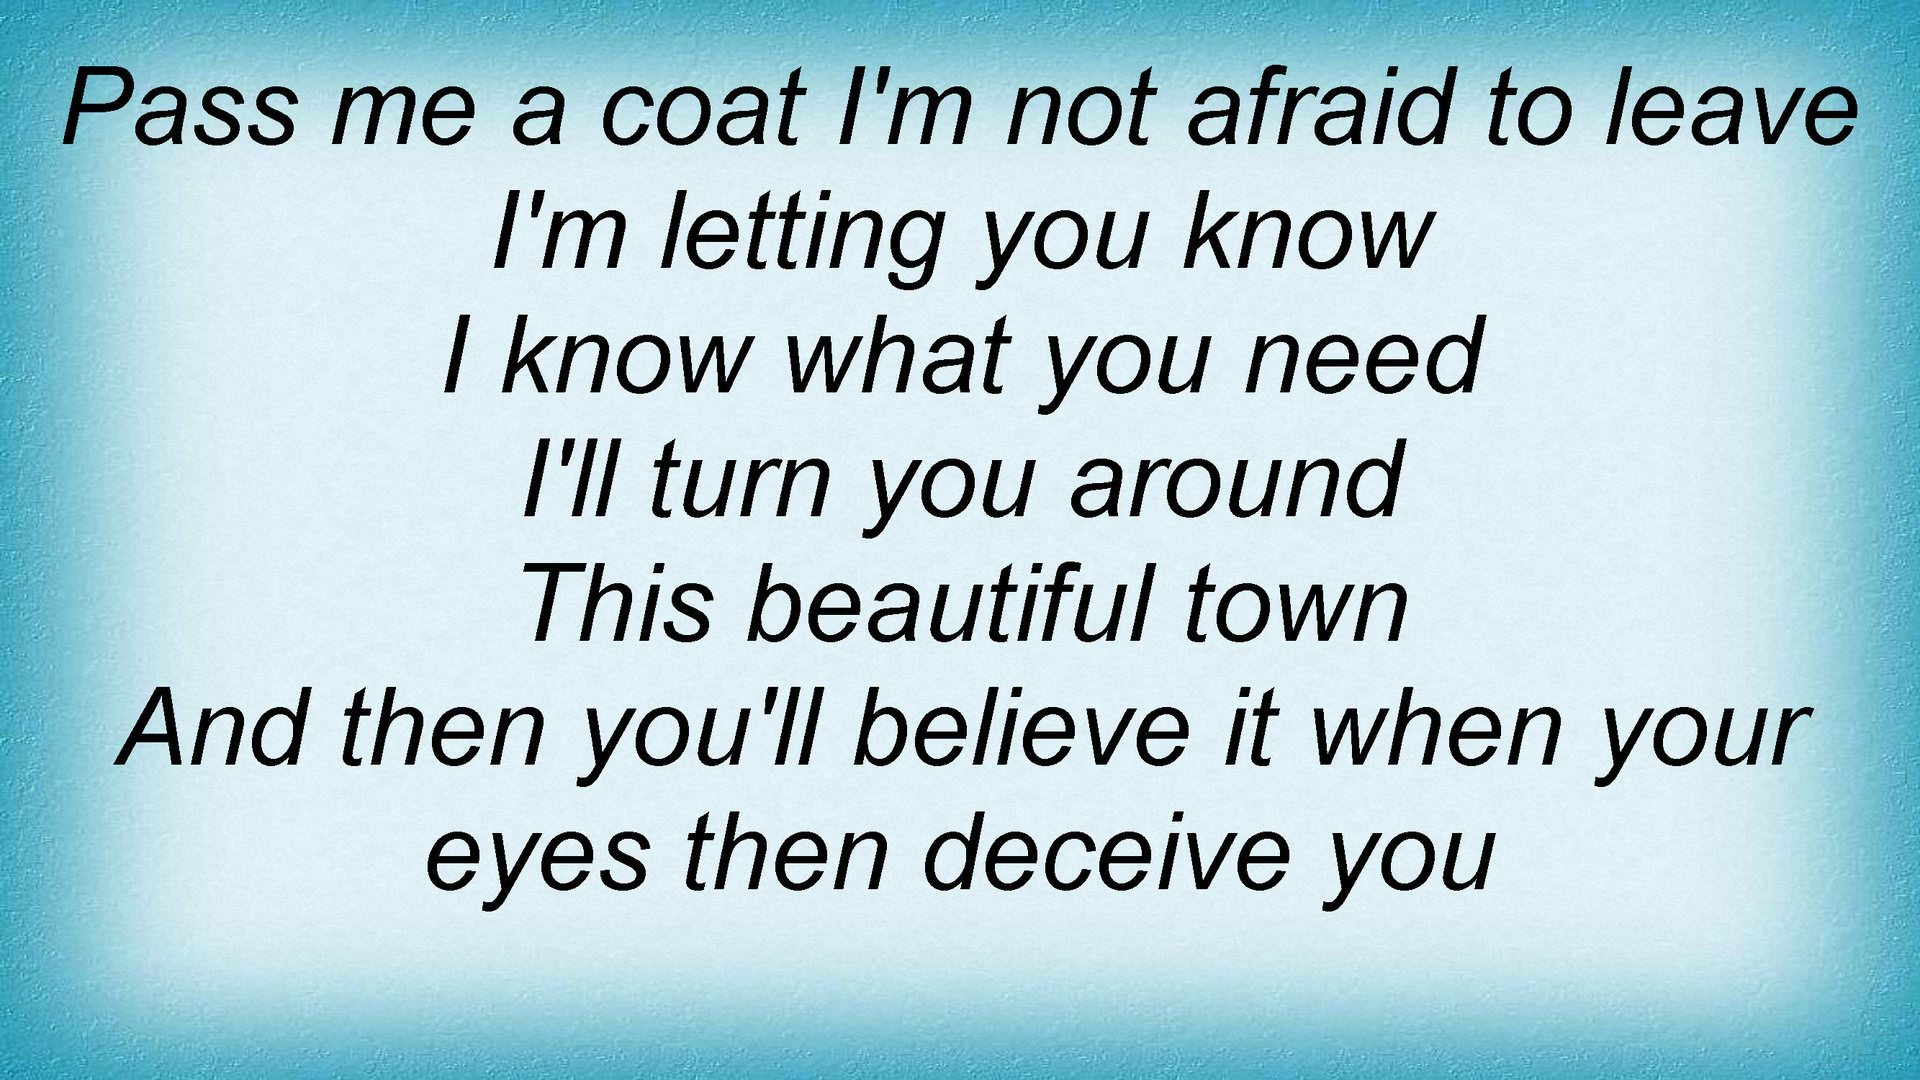 Pass me a coat I'm not afraid to leave
I'm letting you know
I know what you need
I'll turn you around
This beautiful town
And then you'll believe it when your
eyes then deceive you